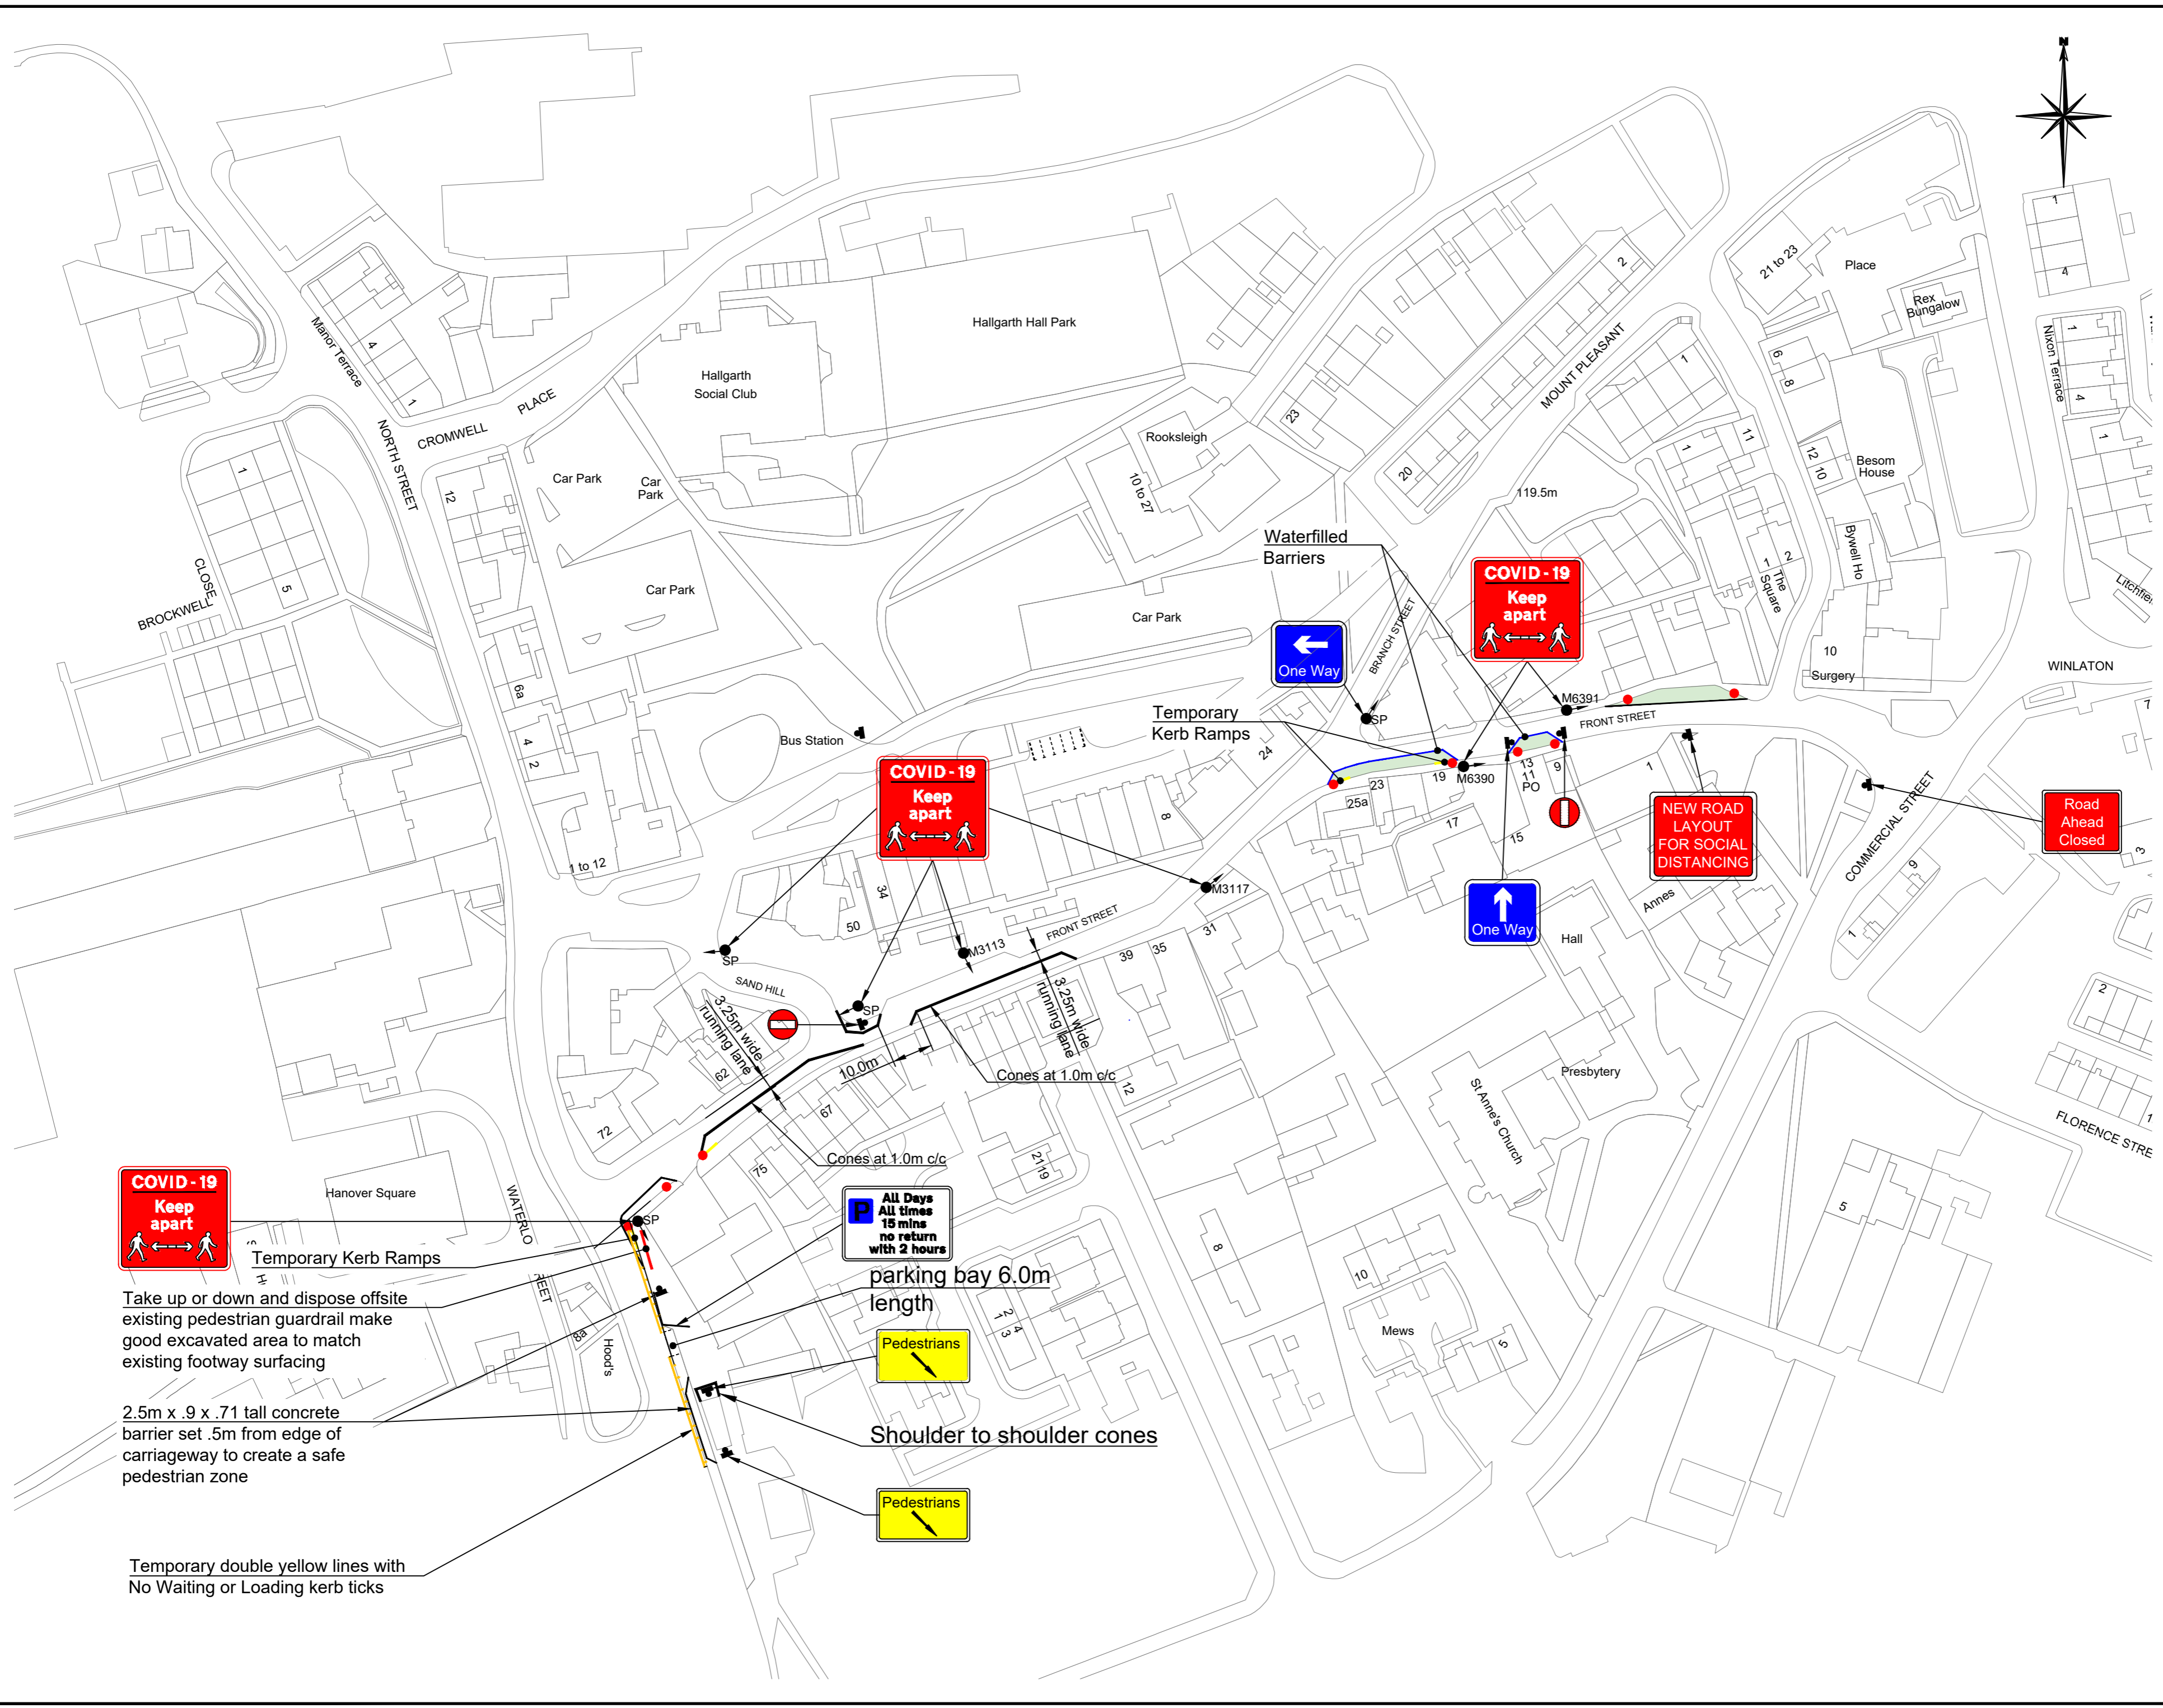 N
1
4
21 to 23
Place
Rex
Bungalow
Nixon Terrace
1
4
1
Manor Terrace
4
1
PLACE
CROMWELL
NORTH STREET
Hallgarth
Social Club
Hallgarth Hall Park
2
MOUNT PLEASANT
1
6
8
23
Rooksleigh
20
10 to 27
1
11
12
10
Besom
House
12
Car Park
Car
Park
119.5m
1
5
CLOSE
BROCKWELL
Car Park
Car Park
Waterfilled
Barriers
COVID-19
Keep
apart
1
2
The
Square
Bywell Ho
10
Surgery
WINLATON
One Way
BRANCH STREET
6a
4
2
Bus Station
Temporary
Kerb Ramps
SP
M6391
FRONT STREET
24
7
COVID-19
Keep
apart
8
25a
23
19
M6390
13
11
PO
9
1
17
15
NEW ROAD
LAYOUT
FOR SOCIAL
DISTANCING
COMMERCIAL STREET
Road
Ahead
Closed
3
9
1
1 to 12
34
50
M3117
One Way
Annes
Hall
SP
M3113
FRONT STREET
39
35
31
SAND HILL
SP
3.25m wide
running lane
3.25m wide
running lane
62
10.0m
Cones at 1.0m c/c
67
12
72
75
Cones at 1.0m c/c
21
19
St Anne's Church
Presbytery
2
1
FLORENCE STRE
5
COVID-19
Keep
apart
Hanover Square
WATERLO
REET
SP
Temporary Kerb Ramps
P
All Days
All times
15 mins
no return
with 2 hours
parking bay 6.0m
length
Take up or down and dispose offsite
existing pedestrian guardrail make
good excavated area to match
existing footway surfacing
8a
Hood's
1
2
3
4
8
10
Mews
5
Pedestrians
2.5m x .9 x .71 tall concrete
barrier set .5m from edge of
carriageway to create a safe
pedestrian zone
Shoulder to shoulder cones
Pedestrians
Temporary double yellow lines with
No Waiting or Loading kerb ticks